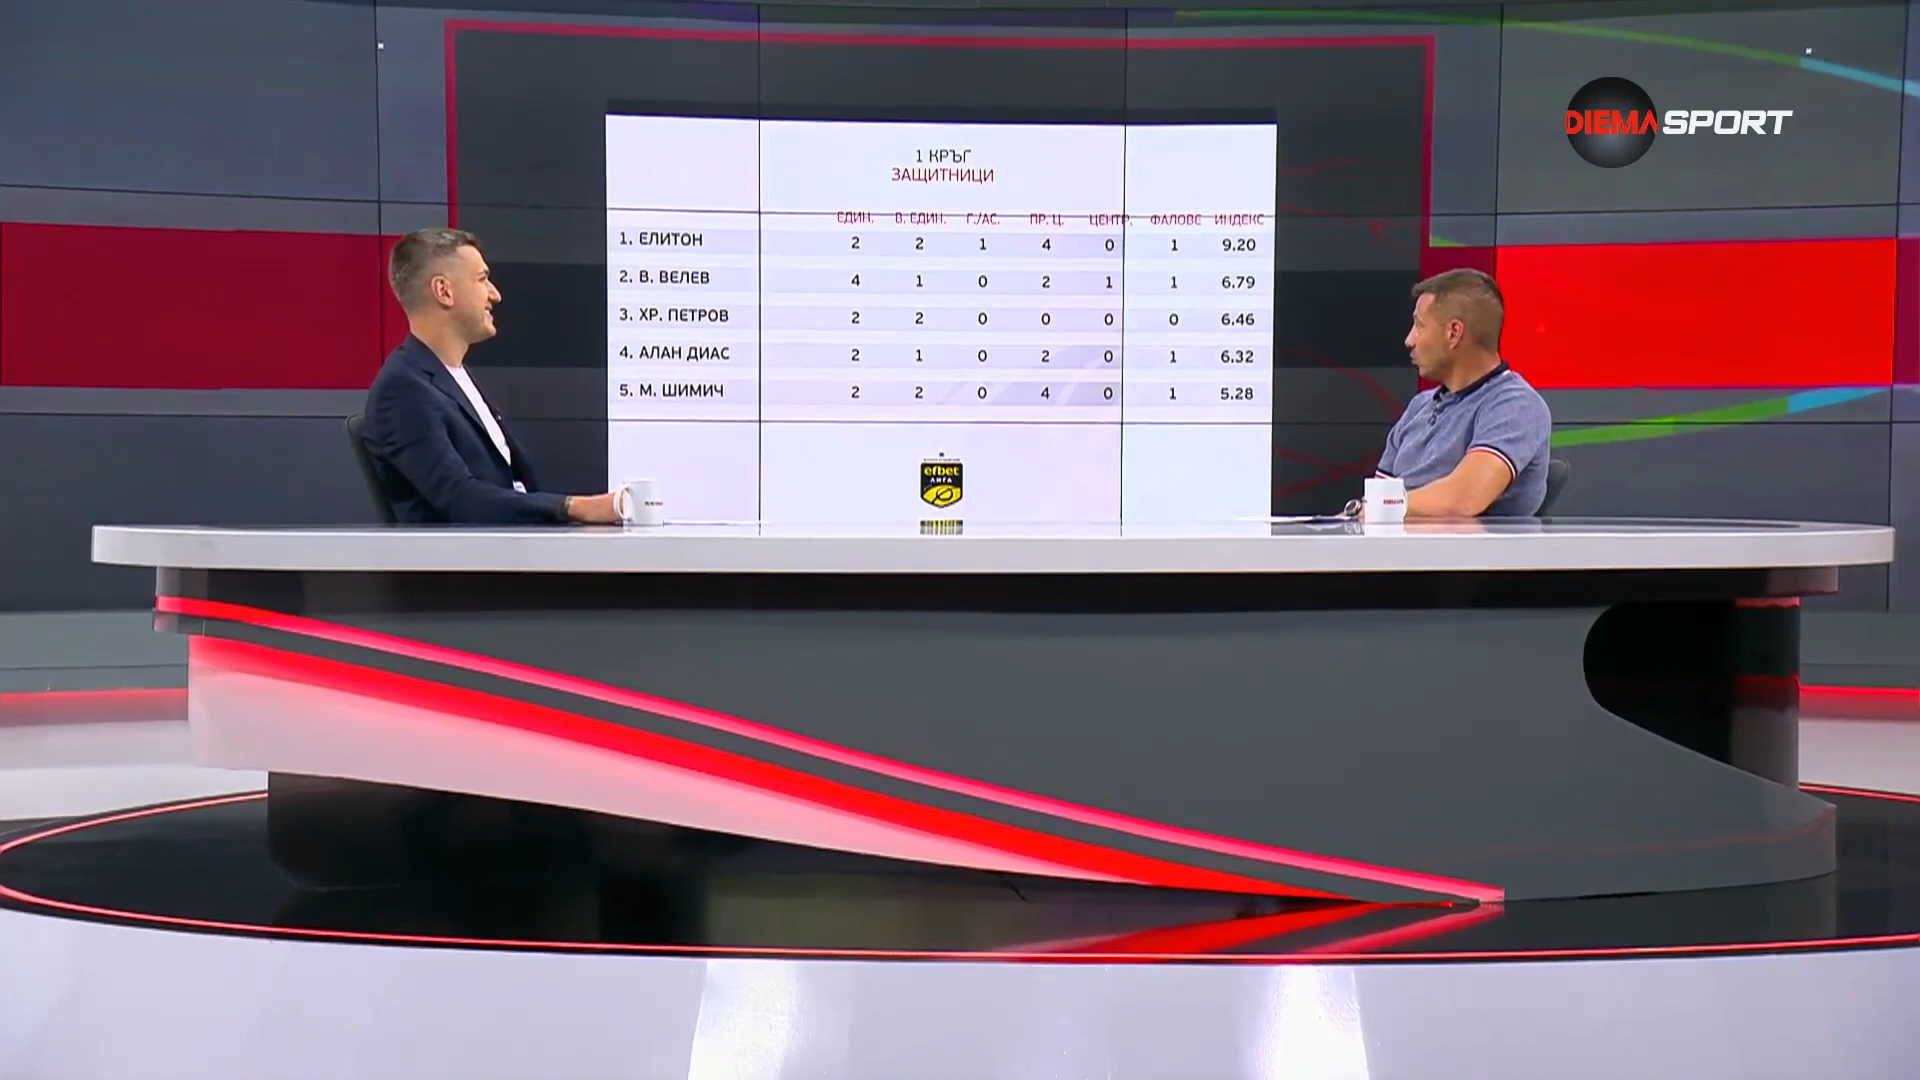 DIEMA SPORT
1 КРЪГ
ЗАЩИТНИЦИ
ЕДИН. В. ЕДИН. Г./АС. ПР. Ц. ЦЕНТР. ФАЛОВЕ ИНДЕКС
1. ЕЛИТОН 2 2 1 4 0 1 9.20
2. В. ВЕЛЕВ 4 1 0 2 1 1 6.79
3. ХР. ПЕТРОВ 2 2 0 0 0 0 6.46
4. АЛАН ДИАС 2 1 0 2 0 1 6.32
5. М. ШИМИЧ 2 2 0 4 0 1 5.28
efbet
ЛИГА